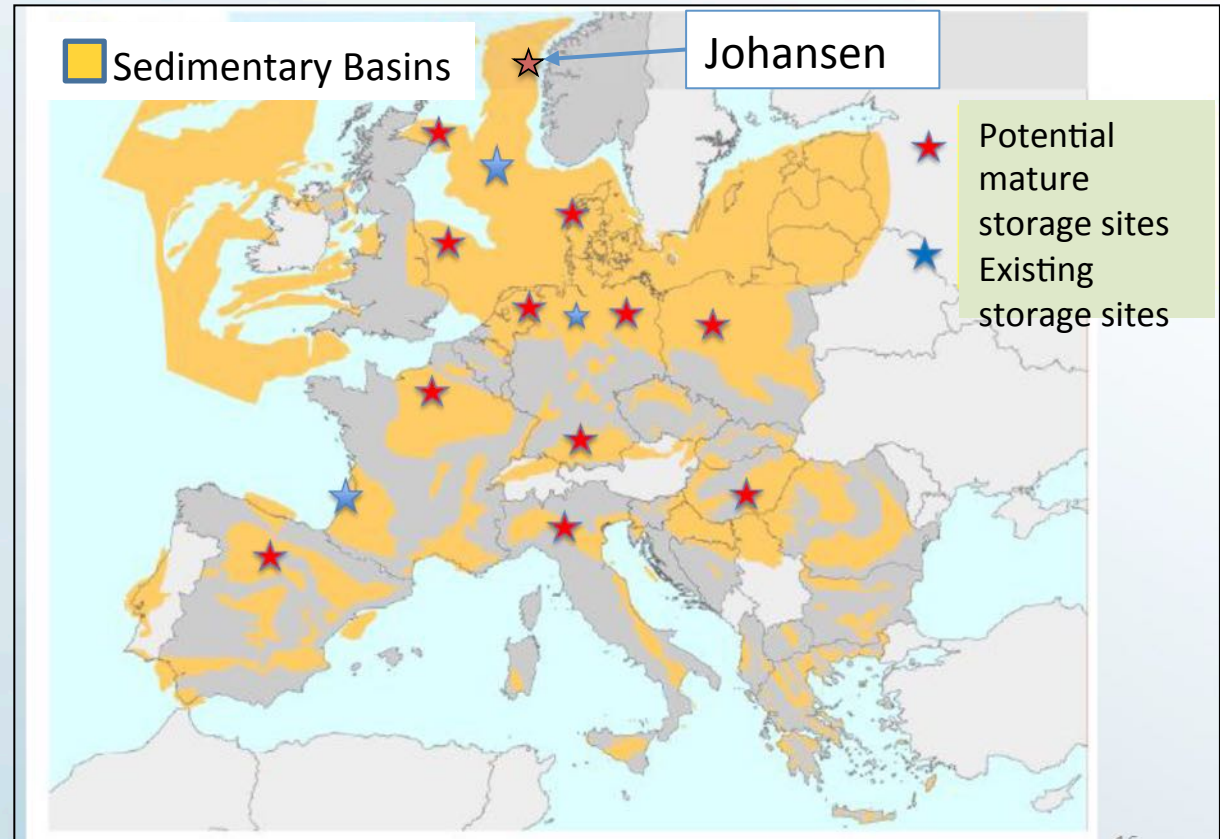 Sedimentary Basins
Johansen
Potential
mature
storage sites
Existing
storage sites